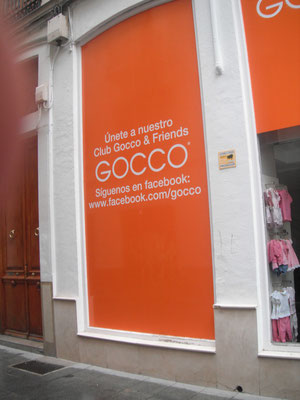 Únete a nuestro
Club Gocco & Friends
GOCCO®
Síguenos en facebook:
www.facebook.com/gocco
GO